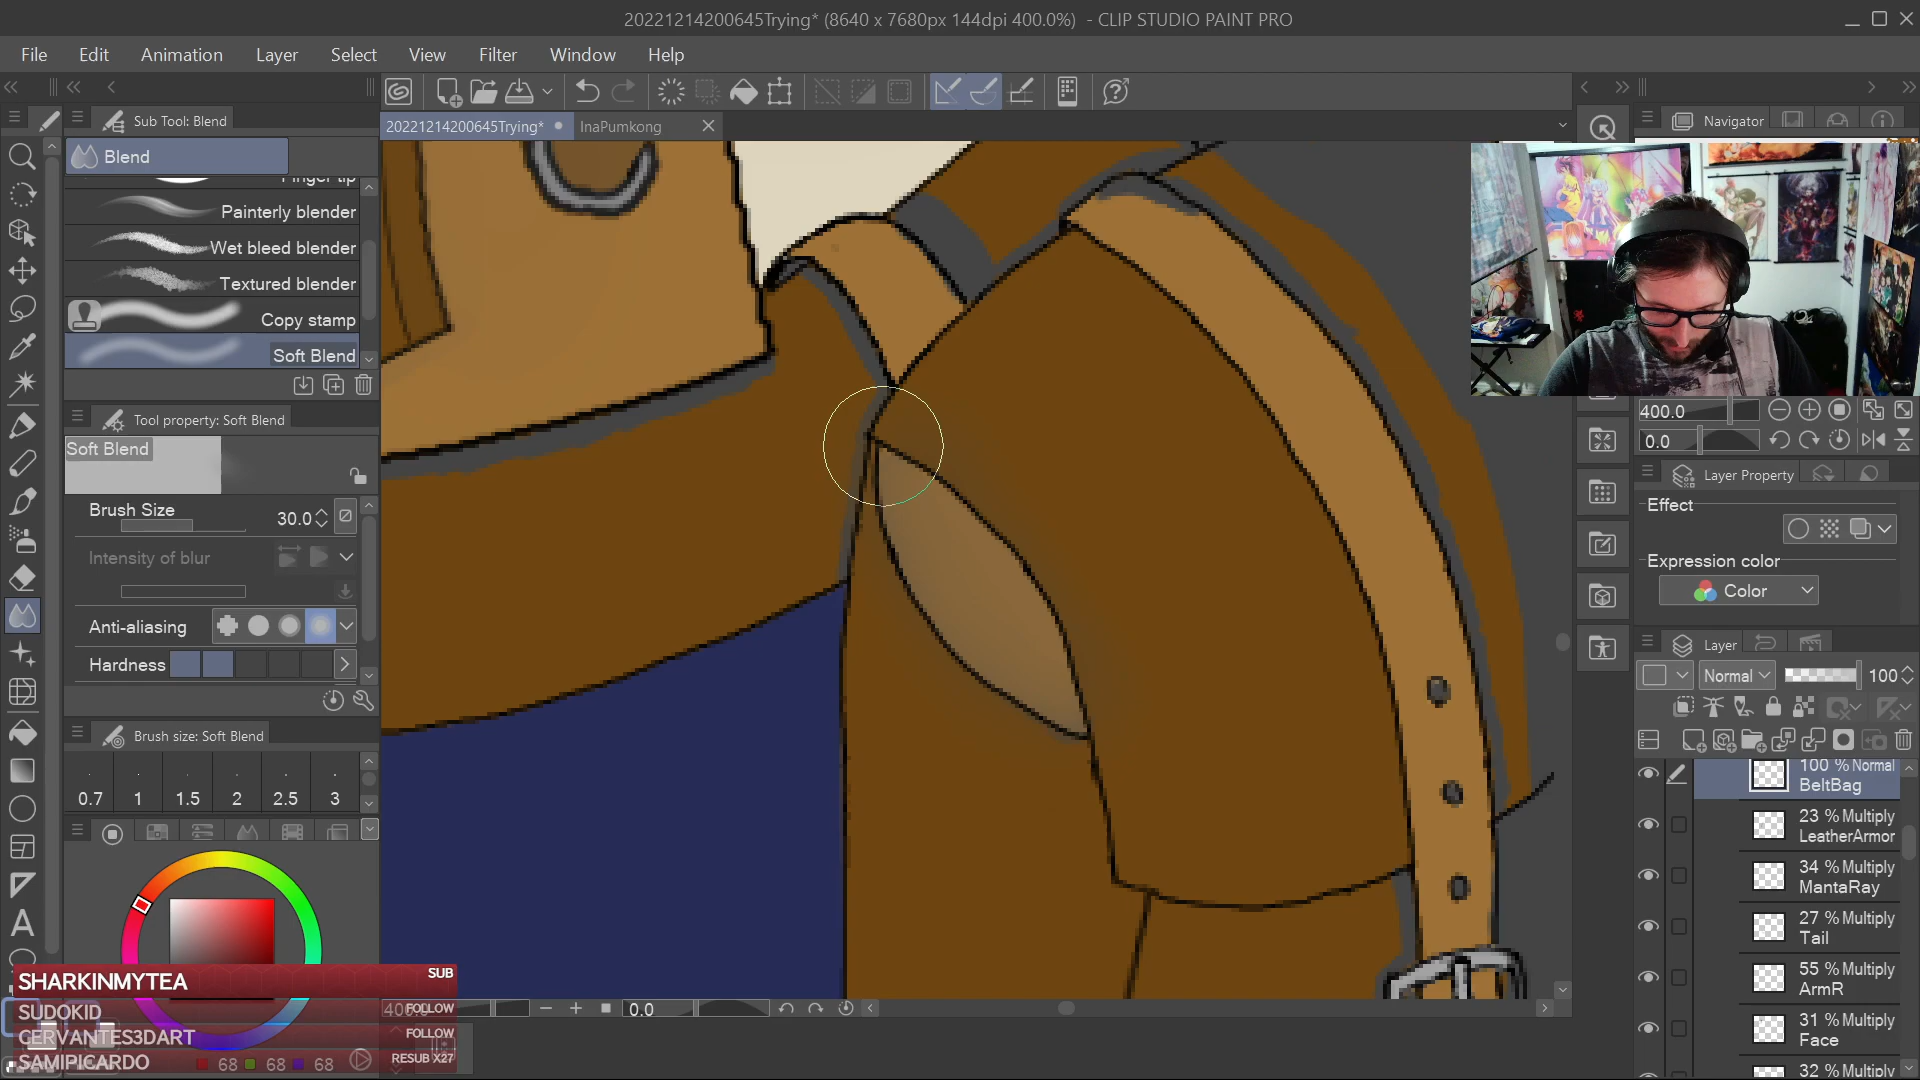 20221214200645Trying* (8640 x 7680px 144dpi 400.0%) - CLIP STUDIO PAINT PRO
File Edit Animation Layer Select View Filter Window Help
Sub Tool: Blend
20221214200645Trying*
InaPumkong
Navigator
Blend
Finger tip
Painterly blender
Wet bleed blender
Textured blender
Copy stamp
Soft Blend
400.0
0.0
Tool property: Soft Blend
Soft Blend
Layer Property
Effect
Brush Size 30.0
Intensity of blur
Expression color
Color
Anti-aliasing
Hardness
Layer
Normal 100
Brush size: Soft Blend
0.7 1 1.5 2 2.5 3
100 % Normal
BeltBag
23 % Multiply
LeatherArmor
34 % Multiply
MantaRay
27 % Multiply
Tail
55 % Multiply
ArmR
31 % Multiply
Face
32 % Multiply
SHARKINMYTEA SUB
SUDOKID FOLLOW
CERVANTES3DART FOLLOW
SAMIPICARDO RESUB X27
0.0
68 68 68